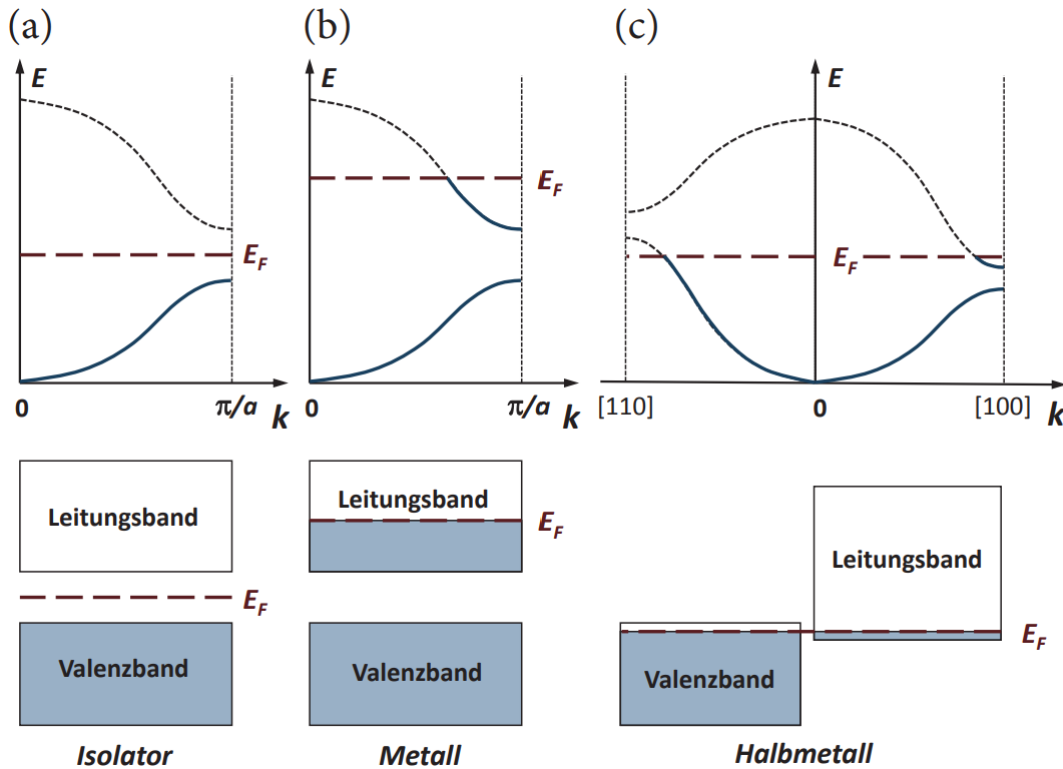 (a)
(b)
(c)
E
E
E
E_F
E_F
E_F
0
π/a
k
0
π/a
k
[110]
0
[100]
k
Leitungsband
E_F
Valenzband
Isolator
Leitungsband
E_F
Valenzband
Metall
Leitungsband
E_F
Valenzband
Halbmetall